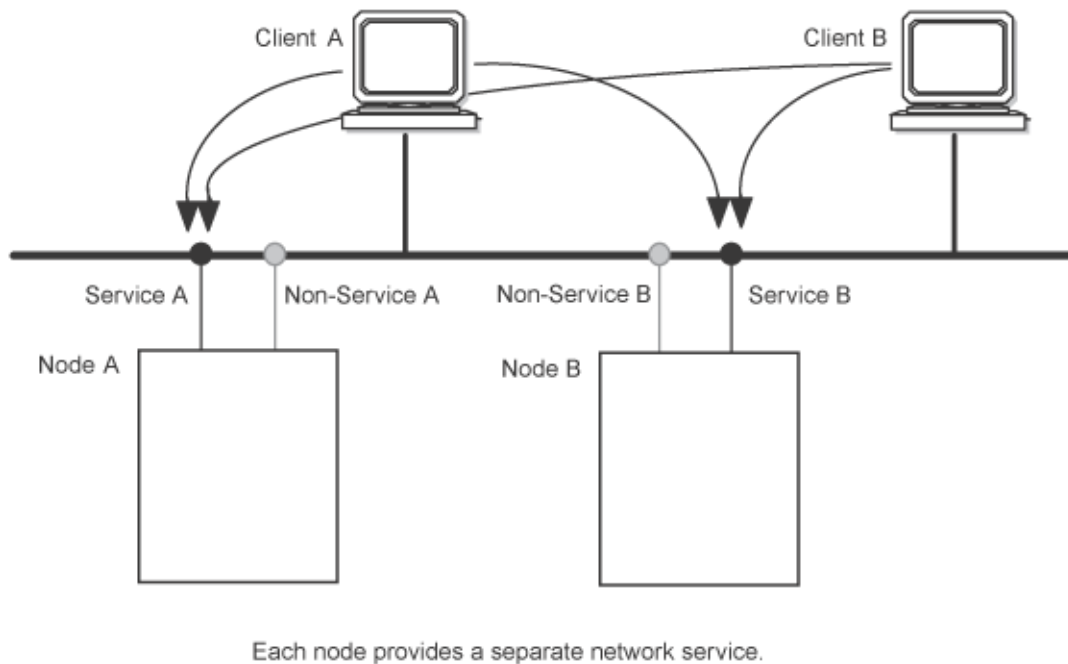 Client A
Client B
Service A
Non-Service A
Non-Service B
Service B
Node A
Node B
Each node provides a separate network service.